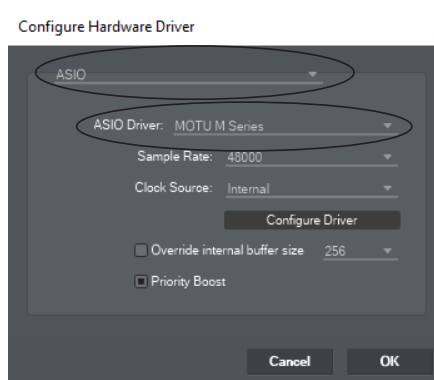 Configure Hardware Driver
ASIO
ASIO Driver: MOTU M Series
Sample Rate: 48000
Clock Source: Internal
Configure Driver
Override internal buffer size 256
Priority Boost
Cancel OK